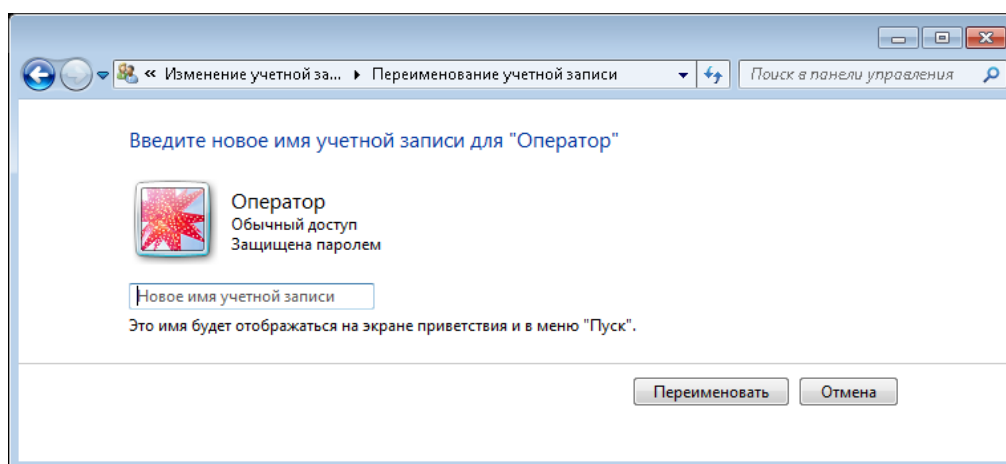 « Изменение учетной за... ▸ Переименование учетной записи
Поиск в панели управления
Введите новое имя учетной записи для "Оператор"
Оператор
Обычный доступ
Защищена паролем
Новое имя учетной записи
Это имя будет отображаться на экране приветствия и в меню "Пуск".
Переименовать
Отмена